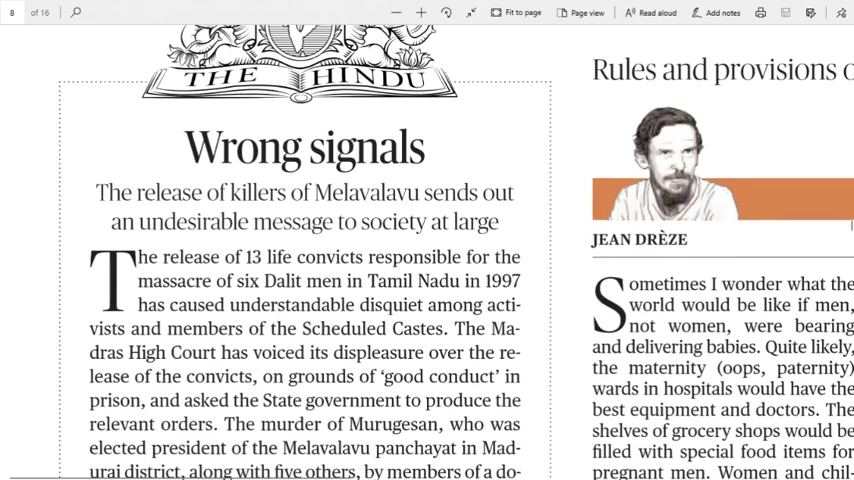 8 of 16
Fit to page
Page view
Read aloud
Add notes
THE HINDU
Wrong signals
The release of killers of Melavalavu sends out
an undesirable message to society at large
The release of 13 life convicts responsible for the
massacre of six Dalit men in Tamil Nadu in 1997
has caused understandable disquiet among acti-
vists and members of the Scheduled Castes. The Ma-
dras High Court has voiced its displeasure over the re-
lease of the convicts, on grounds of ‘good conduct’ in
prison, and asked the State government to produce the
relevant orders. The murder of Murugesan, who was
elected president of the Melavalavu panchayat in Mad-
urai district, along with five others, by members of a do-
Rules and provisions o
JEAN DRÈZE
Sometimes I wonder what the
world would be like if men,
not women, were bearing
and delivering babies. Quite likely,
the maternity (oops, paternity)
wards in hospitals would have the
best equipment and doctors. The
shelves of grocery shops would be
filled with special food items for
pregnant men. Women and chil-